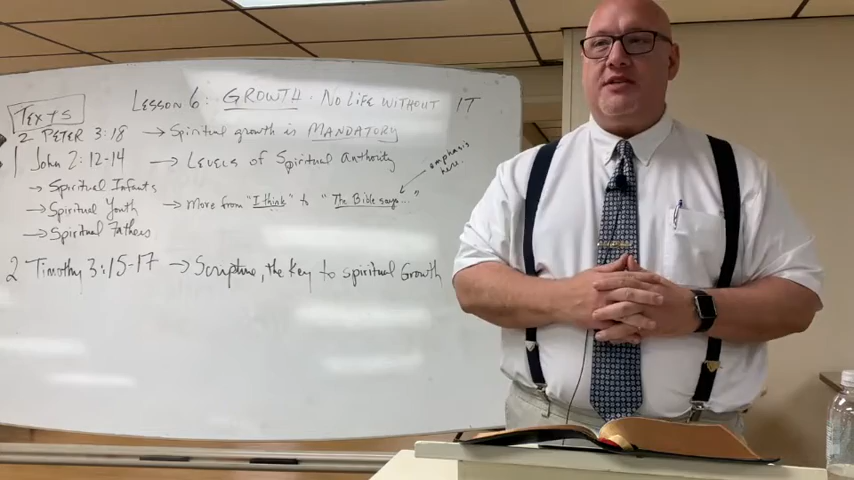 Lesson 6: GROWTH. No Life Without IT
Texts
2 Peter 3:18 → Spiritual growth is MANDATORY
1 John 2:12-14 → Levels of Spiritual Authority
→ Spiritual Infants
→ Spiritual Youth → More from "I think" to "The Bible says..."
emphasis here.
→ Spiritual Fathers
2 Timothy 3:15-17 → Scripture, the Key to spiritual Growth